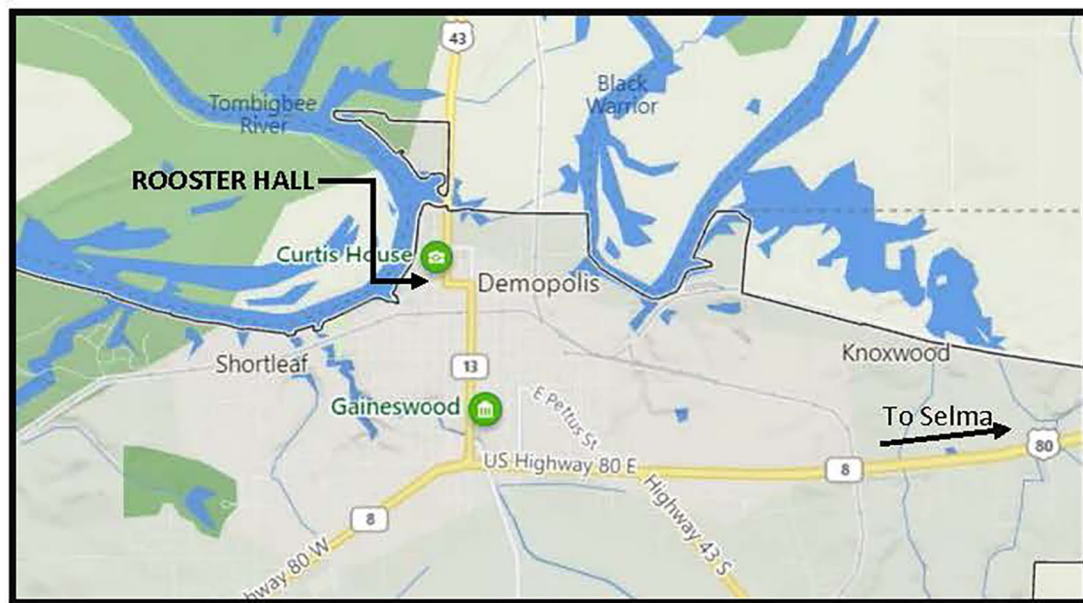 43
Tombigbee
River
Black
Warrior
ROOSTER HALL
Curtis House
Demopolis
Shortleaf
13
Knoxwood
Gaineswood
E Pettus St
To Selma
80
US Highway 80 E
8
8
Highway 43 S
hway 80 W